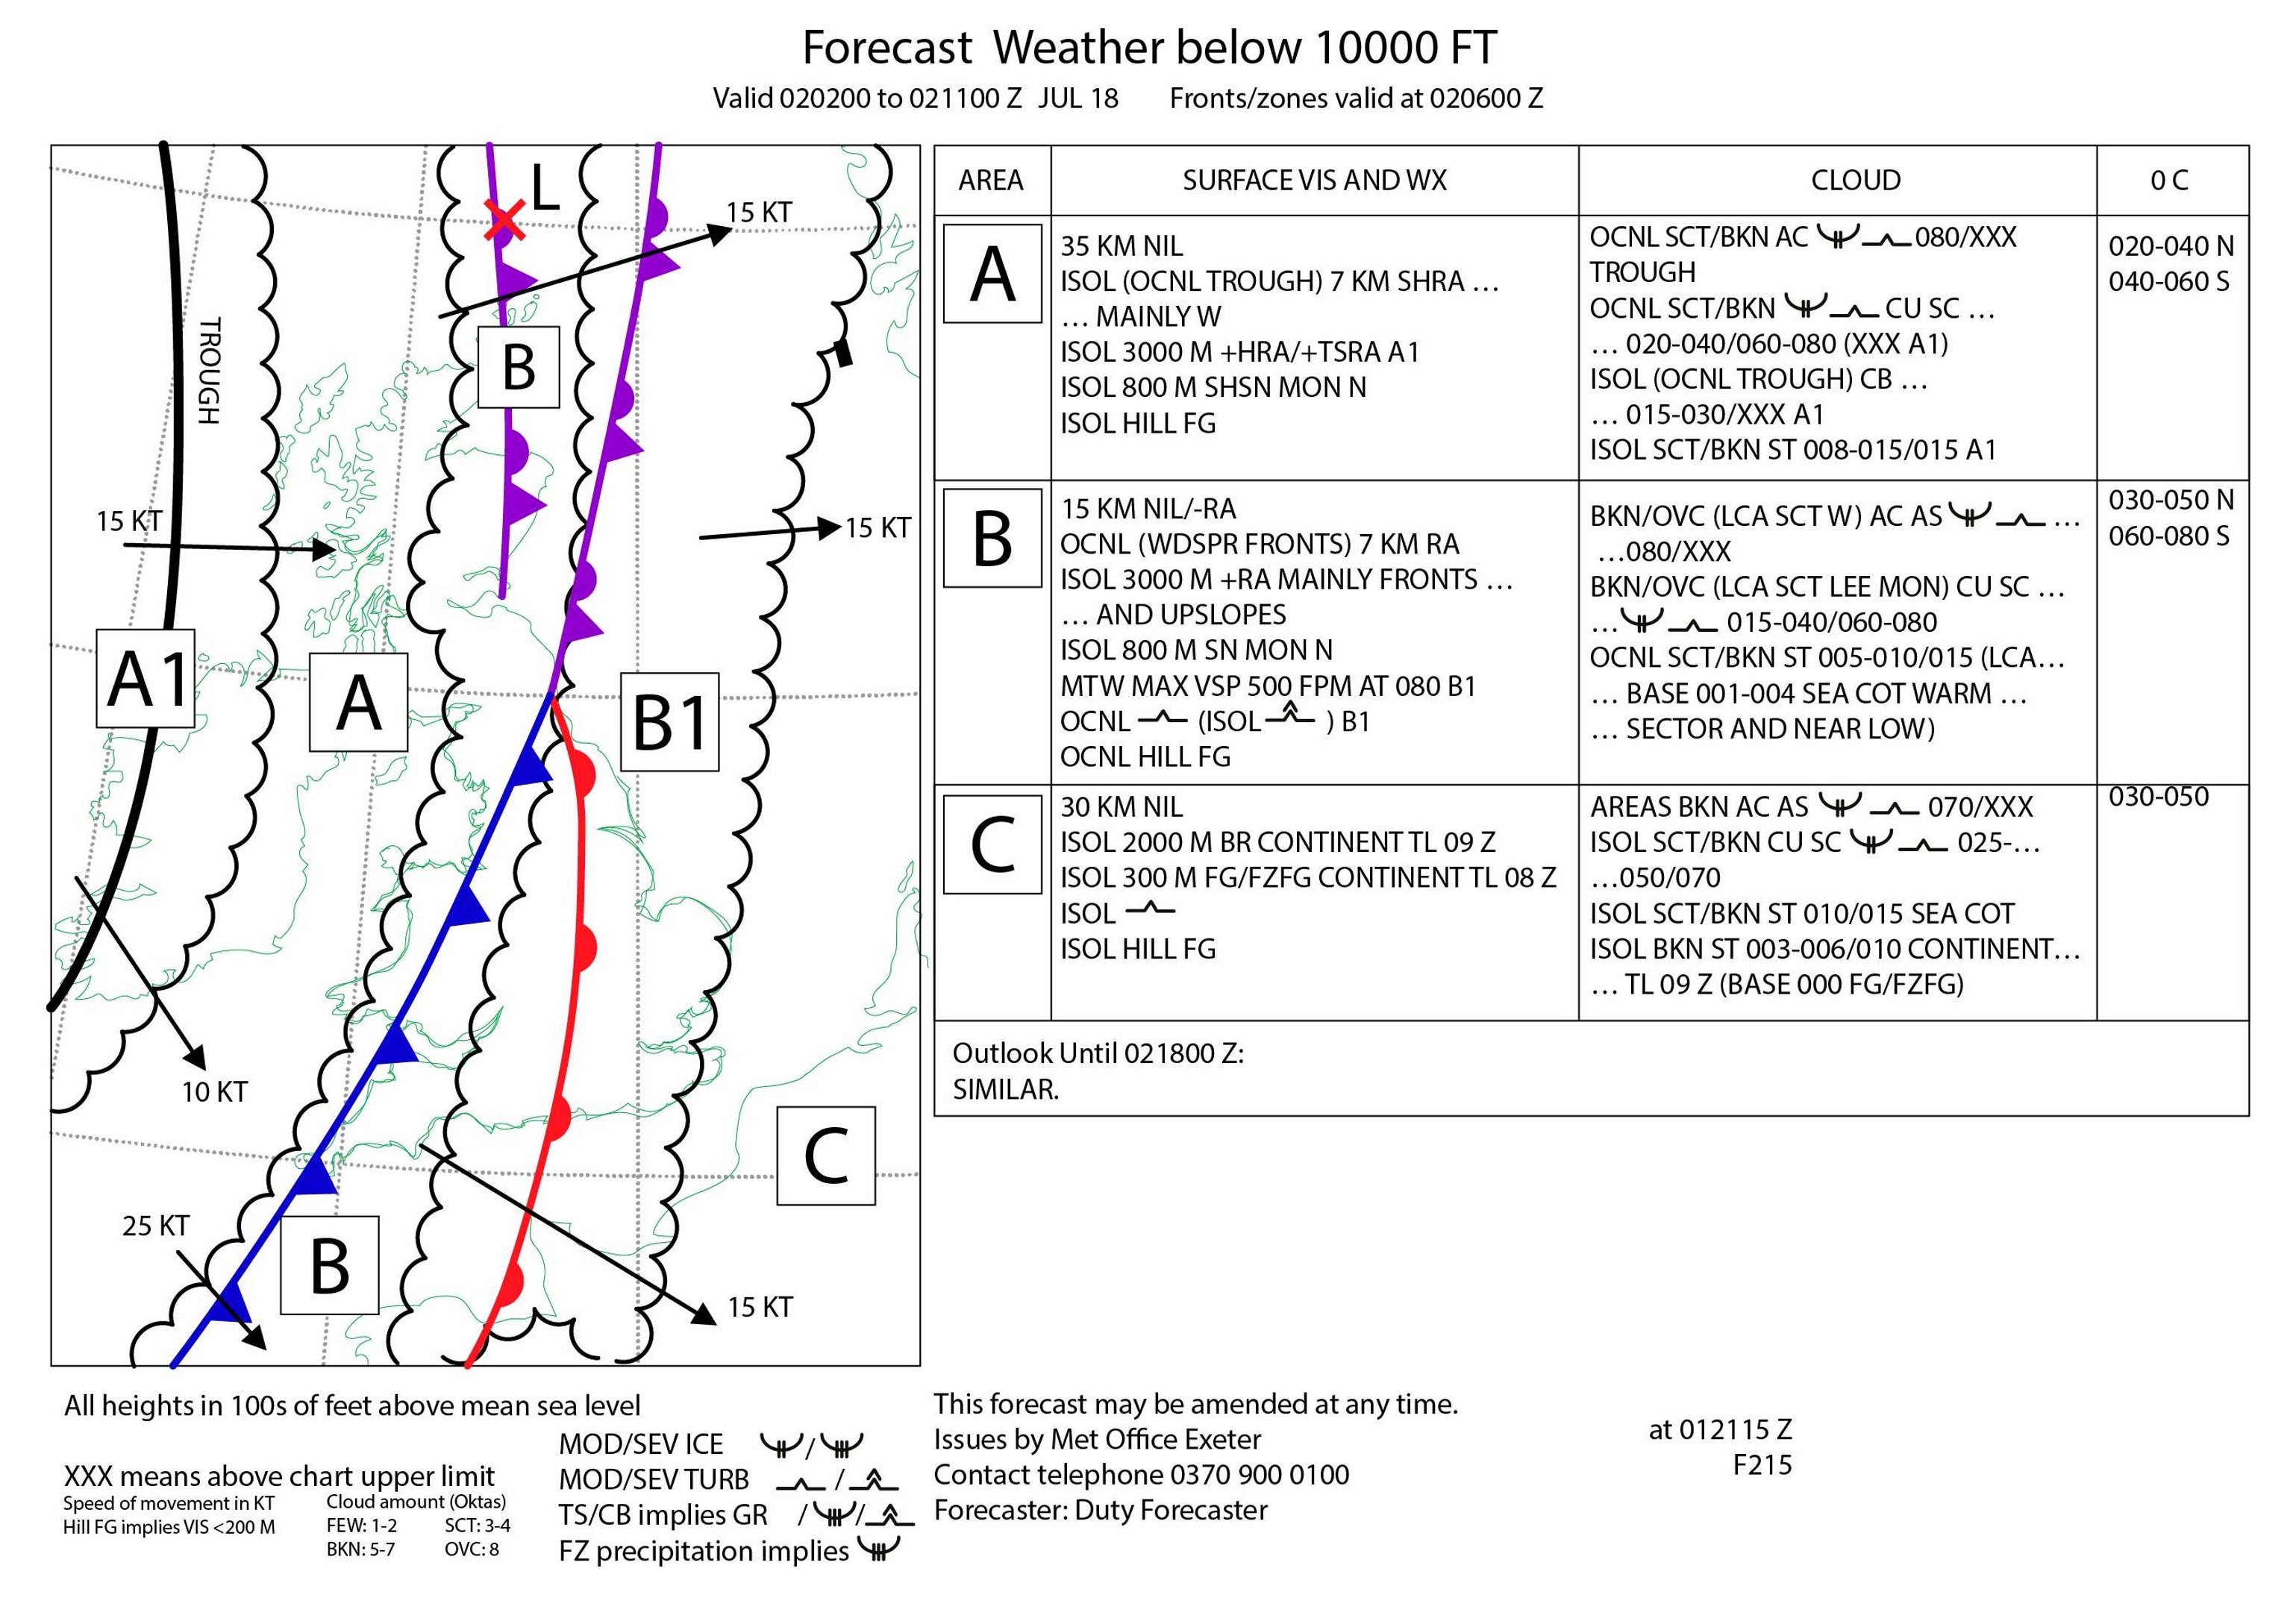 Forecast Weather below 10000 FT
Valid 020200 to 021100 Z JUL 18 Fronts/zones valid at 020600 Z
L
15 KT
B
TROUGH
15 KT
15 KT
A1
A
B1
10 KT
C
25 KT
B
15 KT
AREA SURFACE VIS AND WX CLOUD 0 C
A
35 KM NIL
ISOL (OCNL TROUGH) 7 KM SHRA …
… MAINLY W
ISOL 3000 M +HRA/+TSRA A1
ISOL 800 M SHSN MON N
ISOL HILL FG
OCNL SCT/BKN AC 080/XXX
TROUGH
OCNL SCT/BKN CU SC …
… 020-040/060-080 (XXX A1)
ISOL (OCNL TROUGH) CB …
… 015-030/XXX A1
ISOL SCT/BKN ST 008-015/015 A1
020-040 N
040-060 S
B
15 KM NIL/-RA
OCNL (WDSPR FRONTS) 7 KM RA
ISOL 3000 M +RA MAINLY FRONTS …
… AND UPSLOPES
ISOL 800 M SN MON N
MTW MAX VSP 500 FPM AT 080 B1
OCNL (ISOL ) B1
OCNL HILL FG
BKN/OVC (LCA SCT W) AC AS …
…080/XXX
BKN/OVC (LCA SCT LEE MON) CU SC …
… 015-040/060-080
OCNL SCT/BKN ST 005-010/015 (LCA…
… BASE 001-004 SEA COT WARM …
… SECTOR AND NEAR LOW)
030-050 N
060-080 S
C
30 KM NIL
ISOL 2000 M BR CONTINENT TL 09 Z
ISOL 300 M FG/FZFG CONTINENT TL 08 Z
ISOL
ISOL HILL FG
AREAS BKN AC AS 070/XXX
ISOL SCT/BKN CU SC 025-…
…050/070
ISOL SCT/BKN ST 010/015 SEA COT
ISOL BKN ST 003-006/010 CONTINENT…
… TL 09 Z (BASE 000 FG/FZFG)
030-050
Outlook Until 021800 Z:
SIMILAR.
All heights in 100s of feet above mean sea level
XXX means above chart upper limit
Speed of movement in KT
Hill FG implies VIS <200 M
Cloud amount (Oktas)
FEW: 1-2 SCT: 3-4
BKN: 5-7 OVC: 8
MOD/SEV ICE /
MOD/SEV TURB /
TS/CB implies GR / /
FZ precipitation implies
This forecast may be amended at any time.
Issues by Met Office Exeter
Contact telephone 0370 900 0100
Forecaster: Duty Forecaster
at 012115 Z
F215